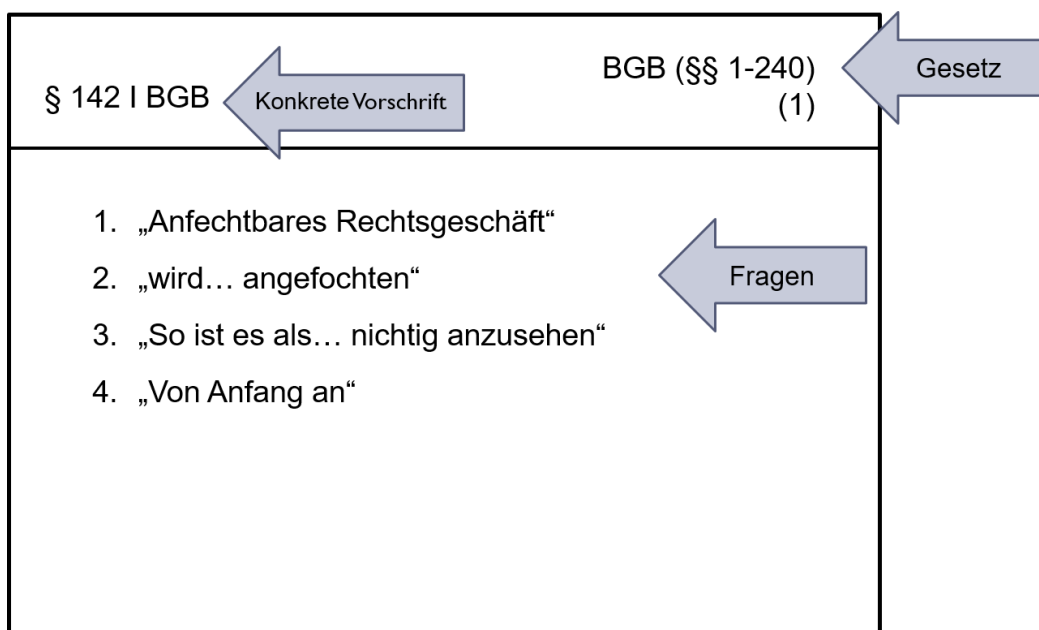 § 142 I BGB
Konkrete Vorschrift
BGB (§§ 1-240)
(1)
Gesetz
1. „Anfechtbares Rechtsgeschäft“
2. „wird… angefochten“
Fragen
3. „So ist es als… nichtig anzusehen“
4. „Von Anfang an“